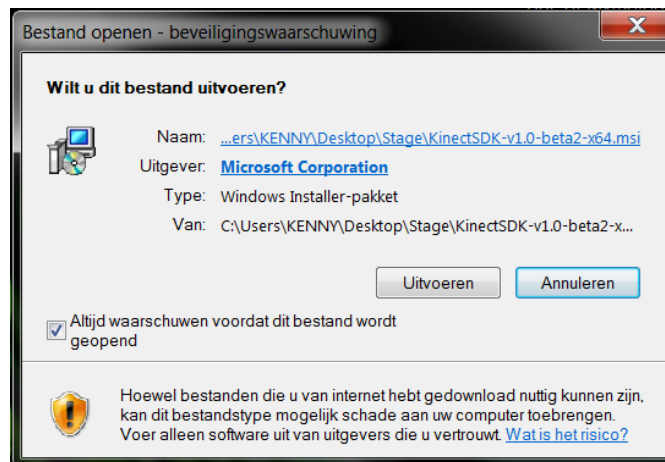 Bestand openen - beveiligingswaarschuwing
Wilt u dit bestand uitvoeren?
Naam: ...ers\KENNY\Desktop\Stage\KinectSDK-v1.0-beta2-x64.msi
Uitgever: Microsoft Corporation
Type: Windows Installer-pakket
Van: C:\Users\KENNY\Desktop\Stage\KinectSDK-v1.0-beta2-x...
Uitvoeren Annuleren
Altijd waarschuwen voordat dit bestand wordt
geopend
Hoewel bestanden die u van internet hebt gedownload nuttig kunnen zijn,
kan dit bestandstype mogelijk schade aan uw computer toebrengen.
Voer alleen software uit van uitgevers die u vertrouwt. Wat is het risico?